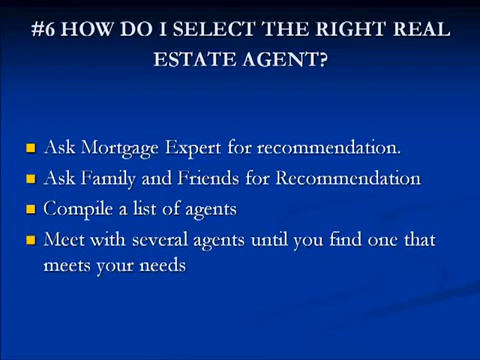 #6 HOW DO I SELECT THE RIGHT REAL
ESTATE AGENT?
Ask Mortgage Expert for recommendation.
Ask Family and Friends for Recommendation
Compile a list of agents
Meet with several agents until you find one that
meets your needs